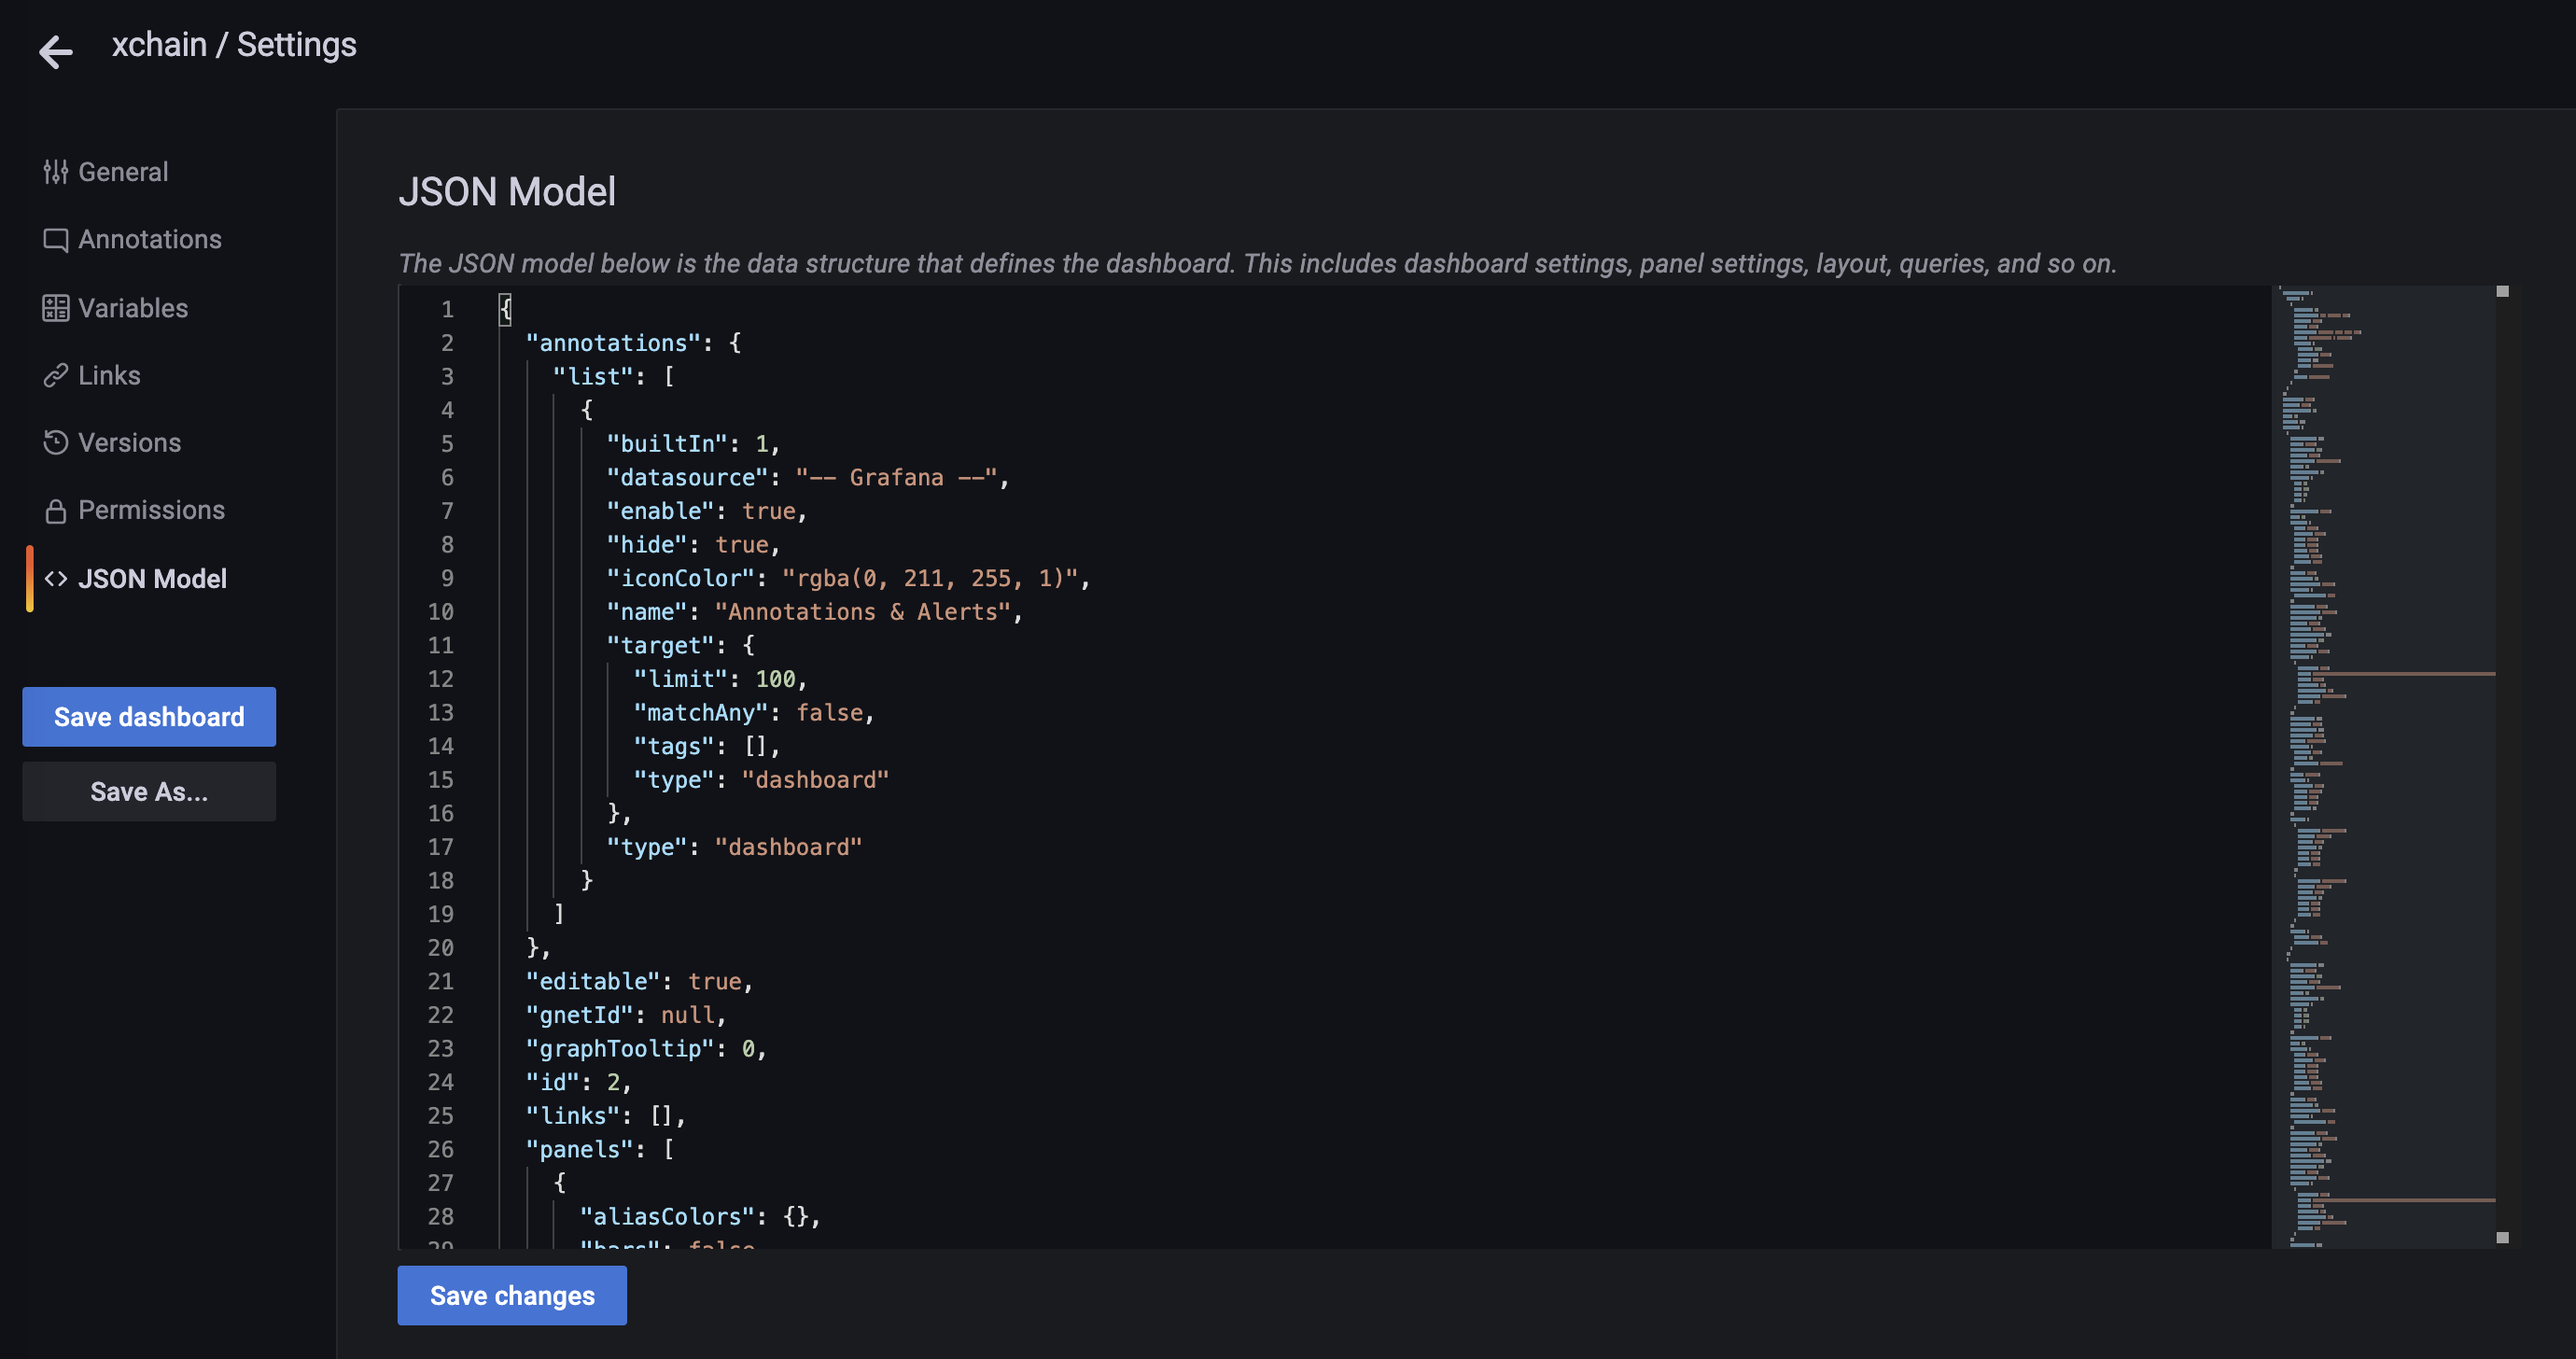 xchain / Settings
General
Annotations
Variables
Links
Versions
Permissions
JSON Model
Save dashboard
Save As...
JSON Model
The JSON model below is the data structure that defines the dashboard. This includes dashboard settings, panel settings, layout, queries, and so on.
1 {
2 "annotations": {
3 "list": [
4 {
5 "builtIn": 1,
6 "datasource": "-- Grafana --",
7 "enable": true,
8 "hide": true,
9 "iconColor": "rgba(0, 211, 255, 1)",
10 "name": "Annotations & Alerts",
11 "target": {
12 "limit": 100,
13 "matchAny": false,
14 "tags": [],
15 "type": "dashboard"
16 },
17 "type": "dashboard"
18 }
19 ]
20 },
21 "editable": true,
22 "gnetId": null,
23 "graphTooltip": 0,
24 "id": 2,
25 "links": [],
26 "panels": [
27 {
28 "aliasColors": {},
29 "bars": false
Save changes